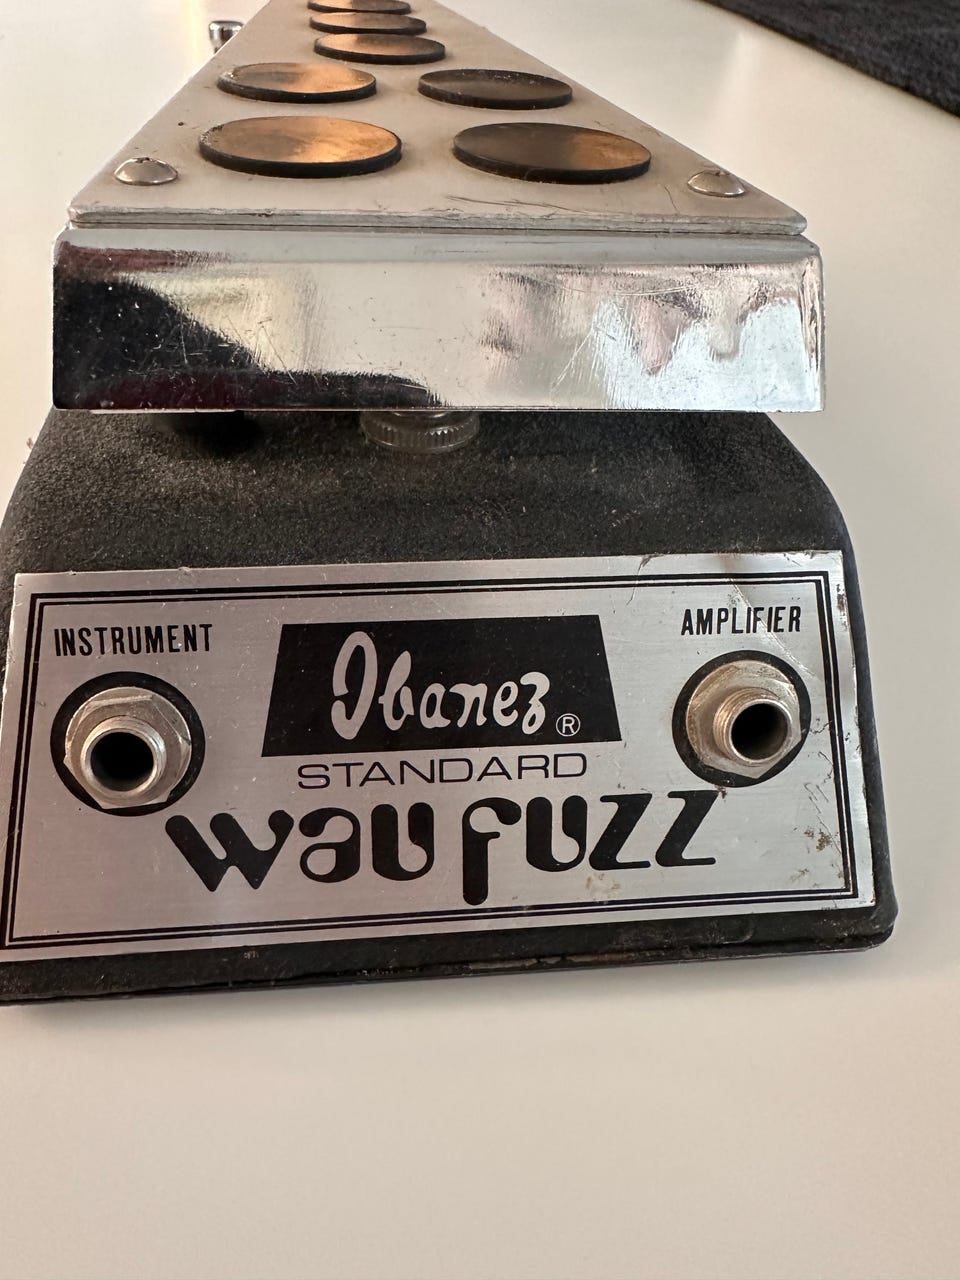 INSTRUMENT
AMPLIFIER
Ibanez®
STANDARD
wau fuzz